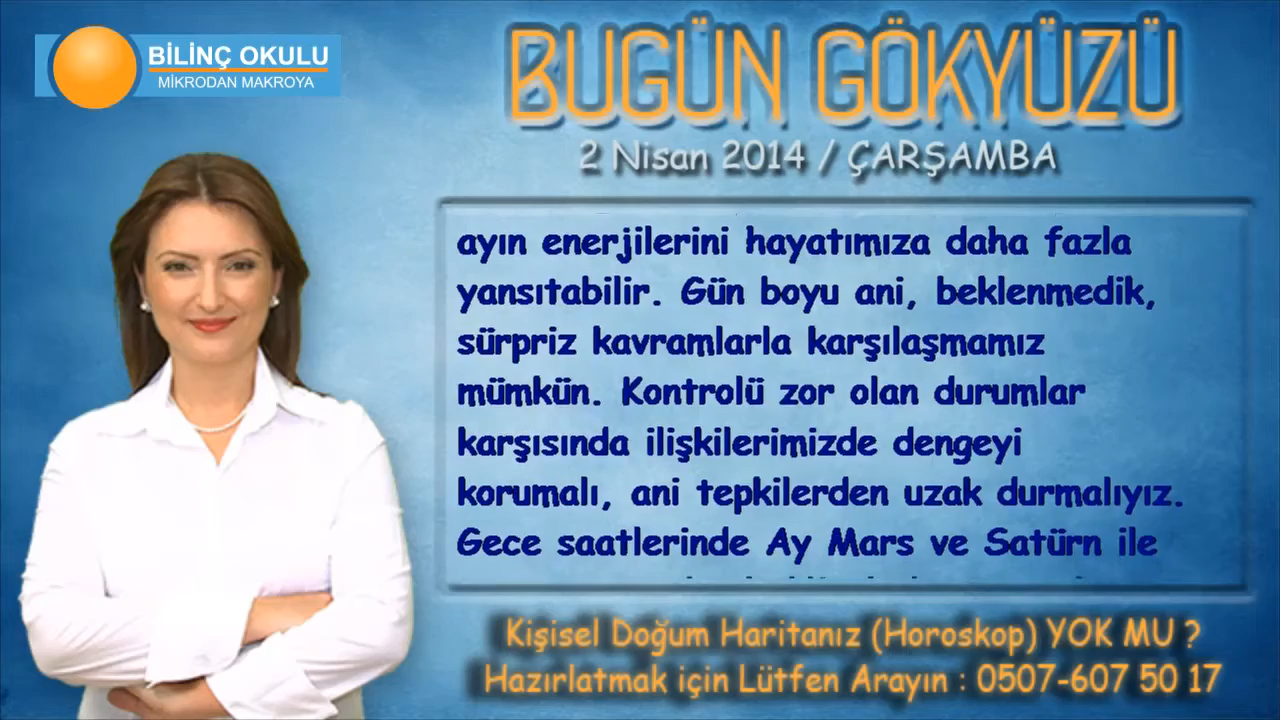 BİLİNÇ OKULU
MİKRODAN MAKROYA
BUGÜN GÖKYÜZÜ
2 Nisan 2014 / ÇARŞAMBA
ayın enerjilerini hayatımıza daha fazla
yansıtabilir. Gün boyu ani, beklenmedik,
sürpriz kavramlarla karşılaşmamız
mümkün. Kontrolü zor olan durumlar
karşısında ilişkilerimizde dengeyi
korumalı, ani tepkilerden uzak durmalıyız.
Gece saatlerinde Ay Mars ve Satürn ile
Kişisel Doğum Haritanız (Horoskop) YOK MU ?
Hazırlatmak için Lütfen Arayın : 0507-607 50 17